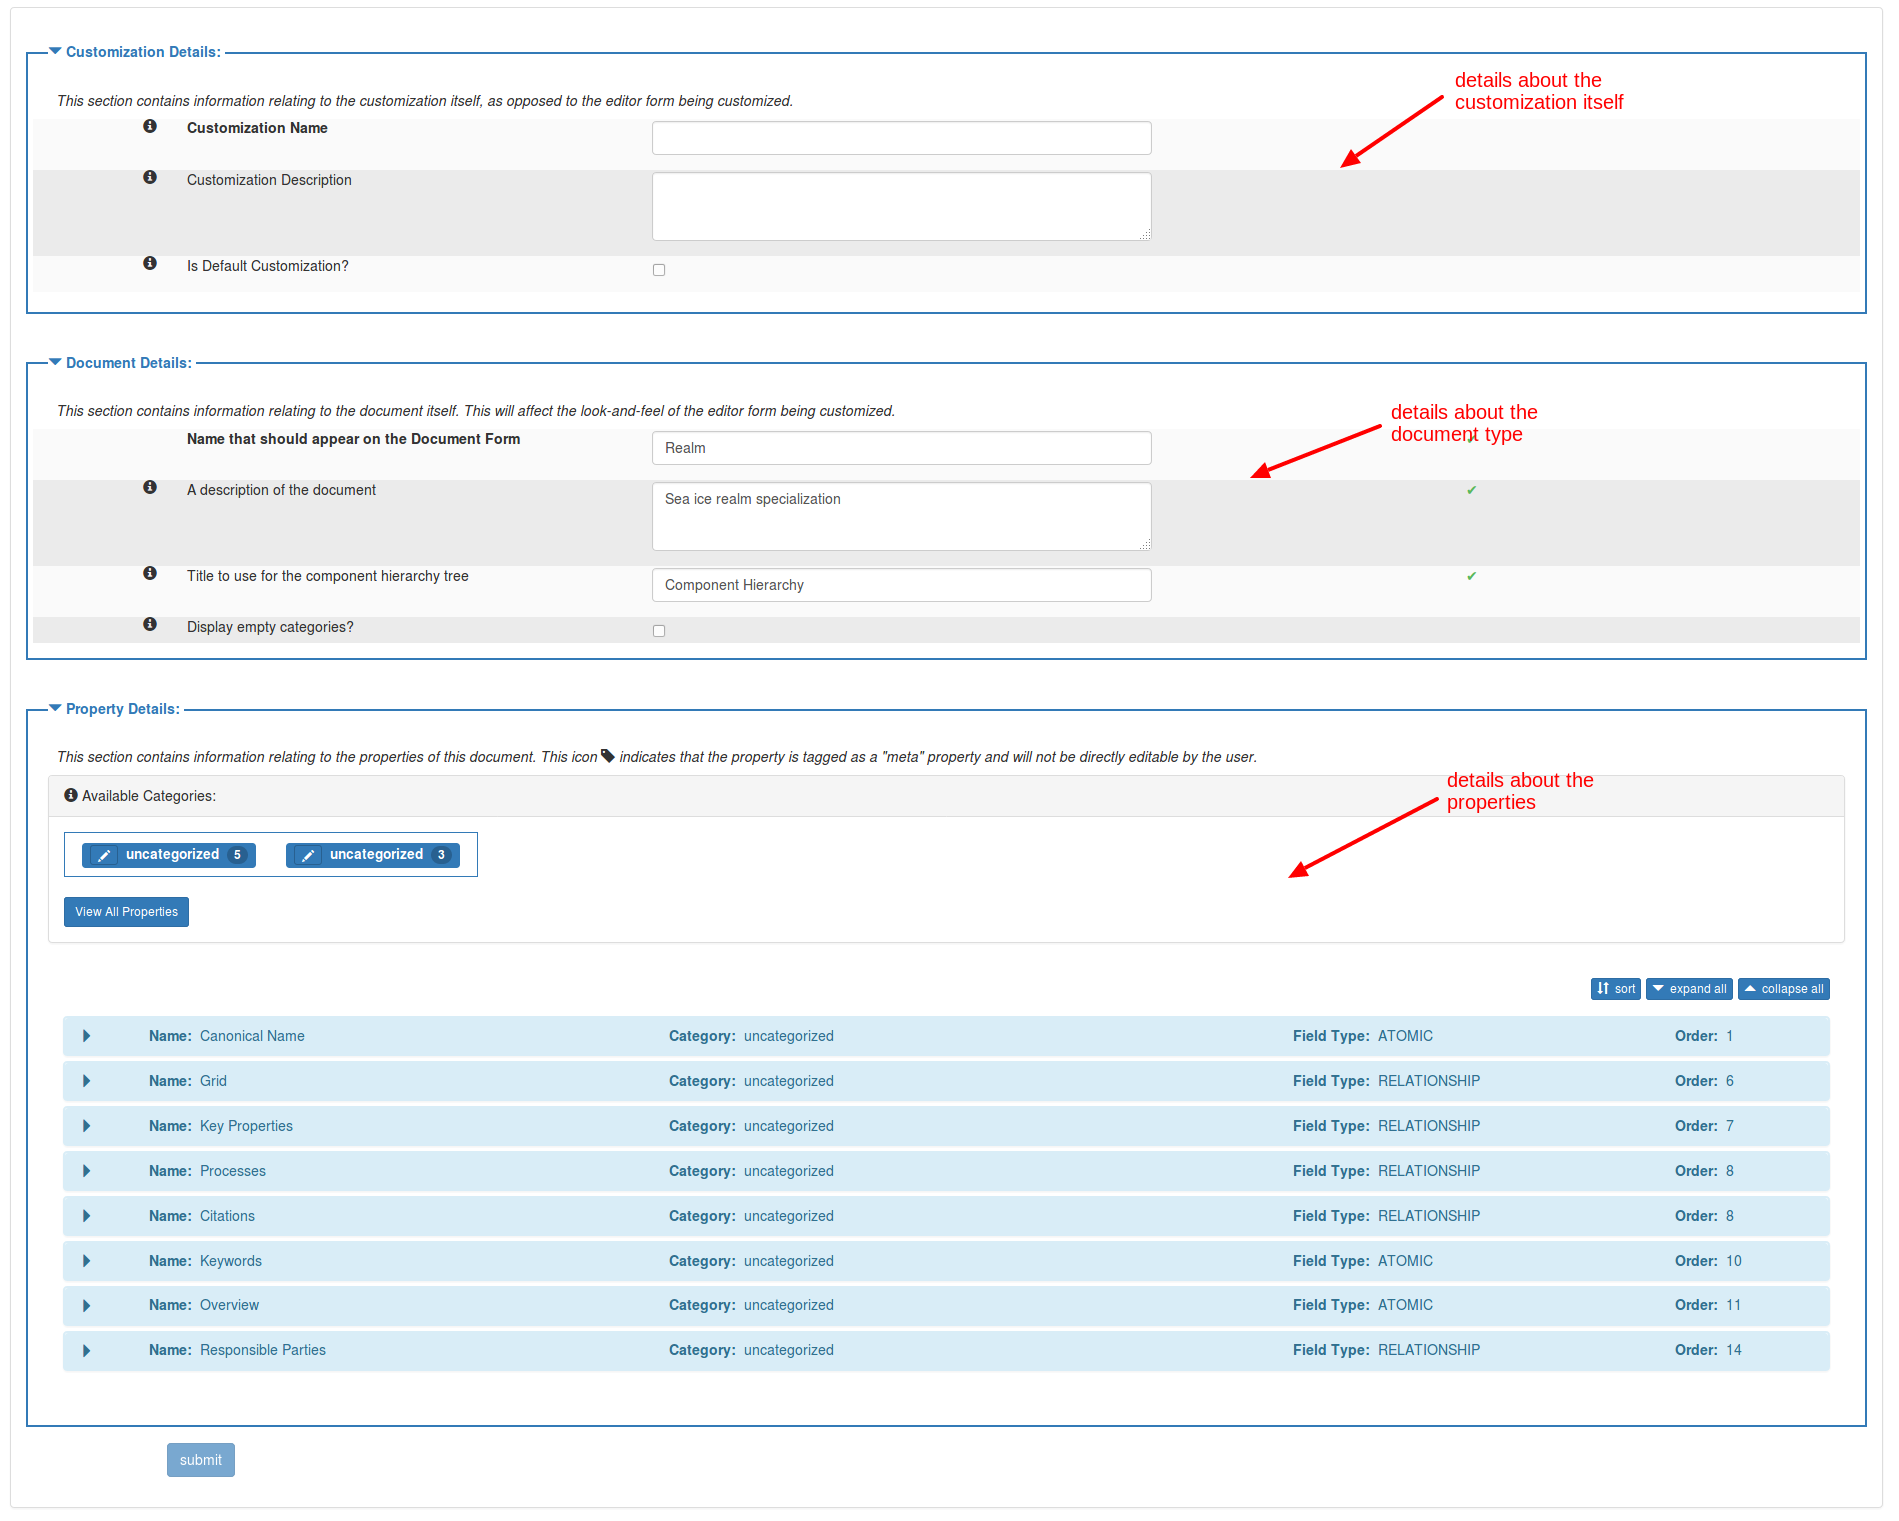 Customization Details:
details about the
customization itself
This section contains information relating to the customization itself, as opposed to the editor form being customized.
Customization Name
Customization Description
Is Default Customization?
Document Details:
This section contains information relating to the document itself. This will affect the look-and-feel of the editor form being customized.
details about the
document type
Name that should appear on the Document Form
Realm
A description of the document
Sea ice realm specialization
Title to use for the component hierarchy tree
Component Hierarchy
Display empty categories?
Property Details:
This section contains information relating to the properties of this document. This icon indicates that the property is tagged as a "meta" property and will not be directly editable by the user.
details about the
properties
Available Categories:
uncategorized 5 uncategorized 3
View All Properties
sort expand all collapse all
Name: Canonical Name Category: uncategorized Field Type: ATOMIC Order: 1
Name: Grid Category: uncategorized Field Type: RELATIONSHIP Order: 6
Name: Key Properties Category: uncategorized Field Type: RELATIONSHIP Order: 7
Name: Processes Category: uncategorized Field Type: RELATIONSHIP Order: 8
Name: Citations Category: uncategorized Field Type: RELATIONSHIP Order: 8
Name: Keywords Category: uncategorized Field Type: ATOMIC Order: 10
Name: Overview Category: uncategorized Field Type: ATOMIC Order: 11
Name: Responsible Parties Category: uncategorized Field Type: RELATIONSHIP Order: 14
submit